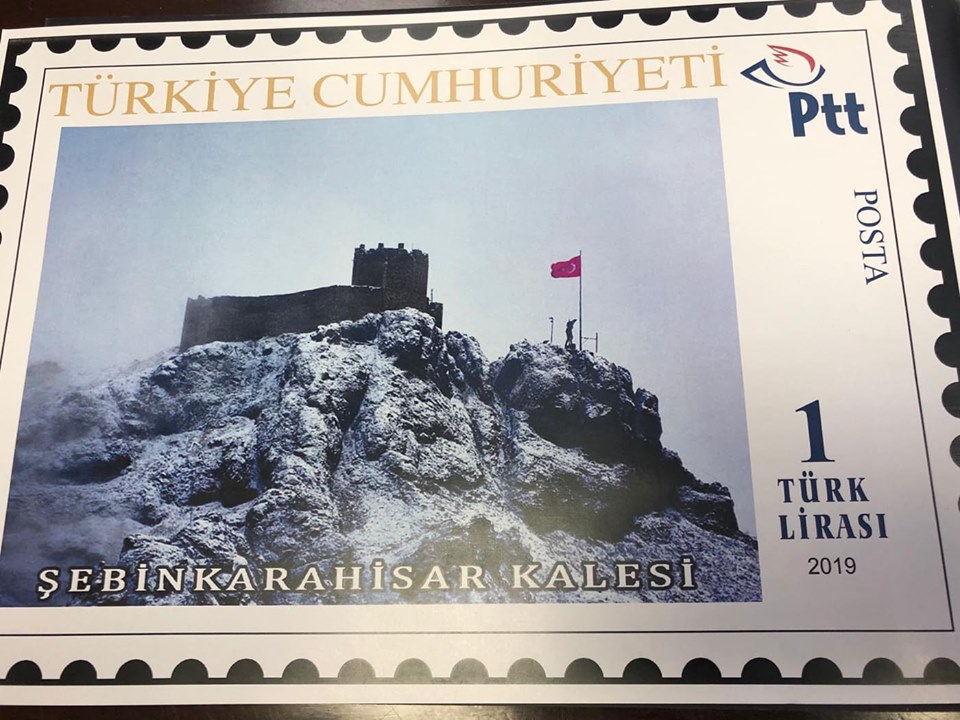 TÜRKİYE CUMHURİYETİ
Ptt
POSTA
1
TÜRK
LİRASI
2019
ŞEBİNKARAHİSAR KALESİ